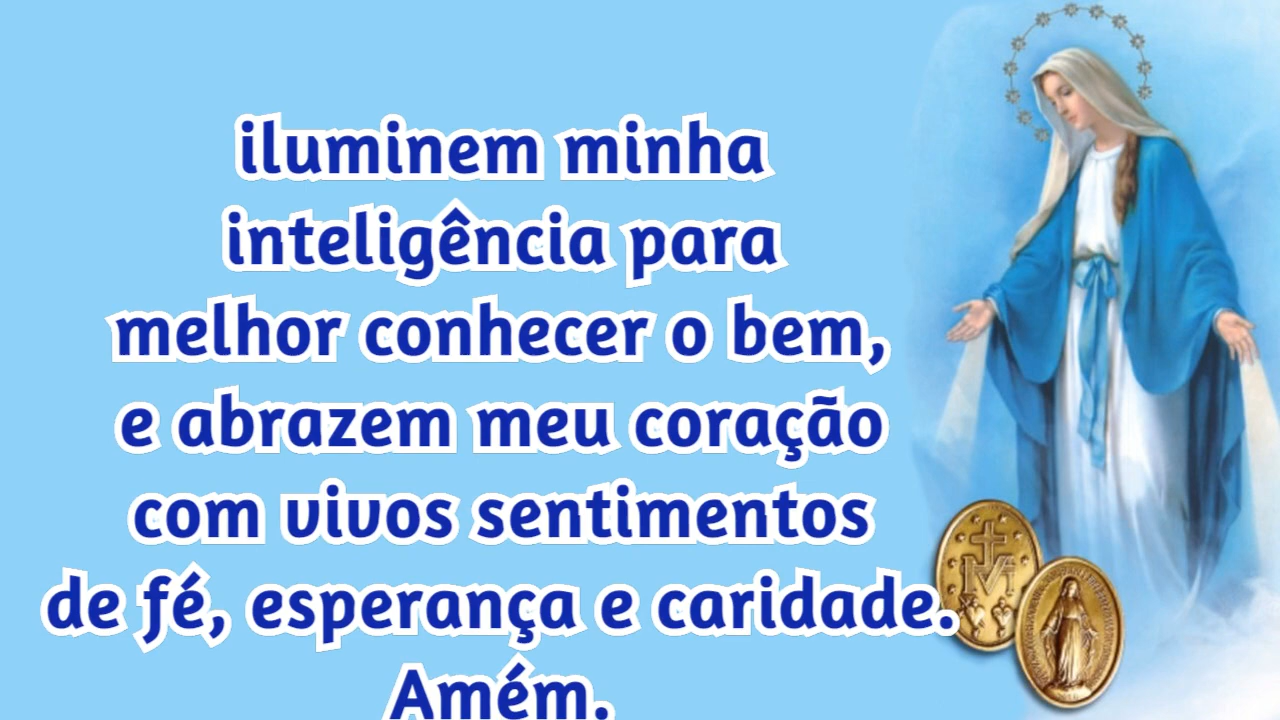 iluminem minha
inteligência para
melhor conhecer o bem,
e abrazem meu coração
com vivos sentimentos
de fé, esperança e caridade.
Amém.